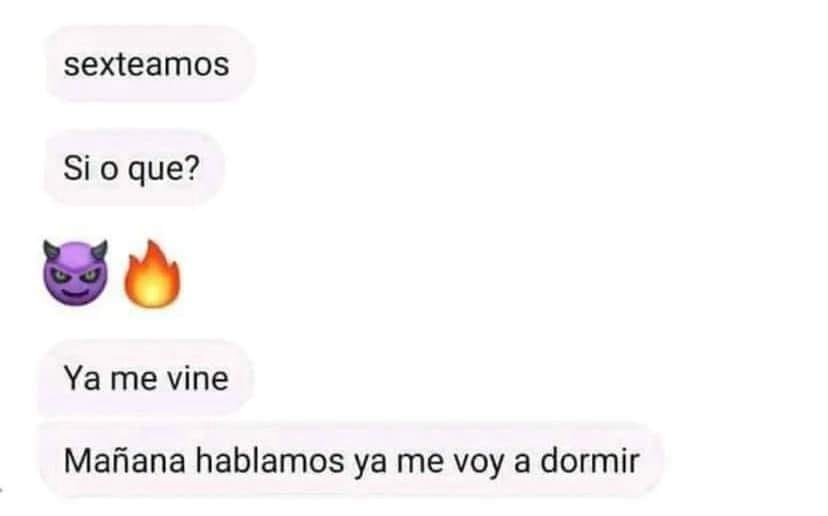 sexteamos
Si o que?
😈🔥
Ya me vine
Mañana hablamos ya me voy a dormir